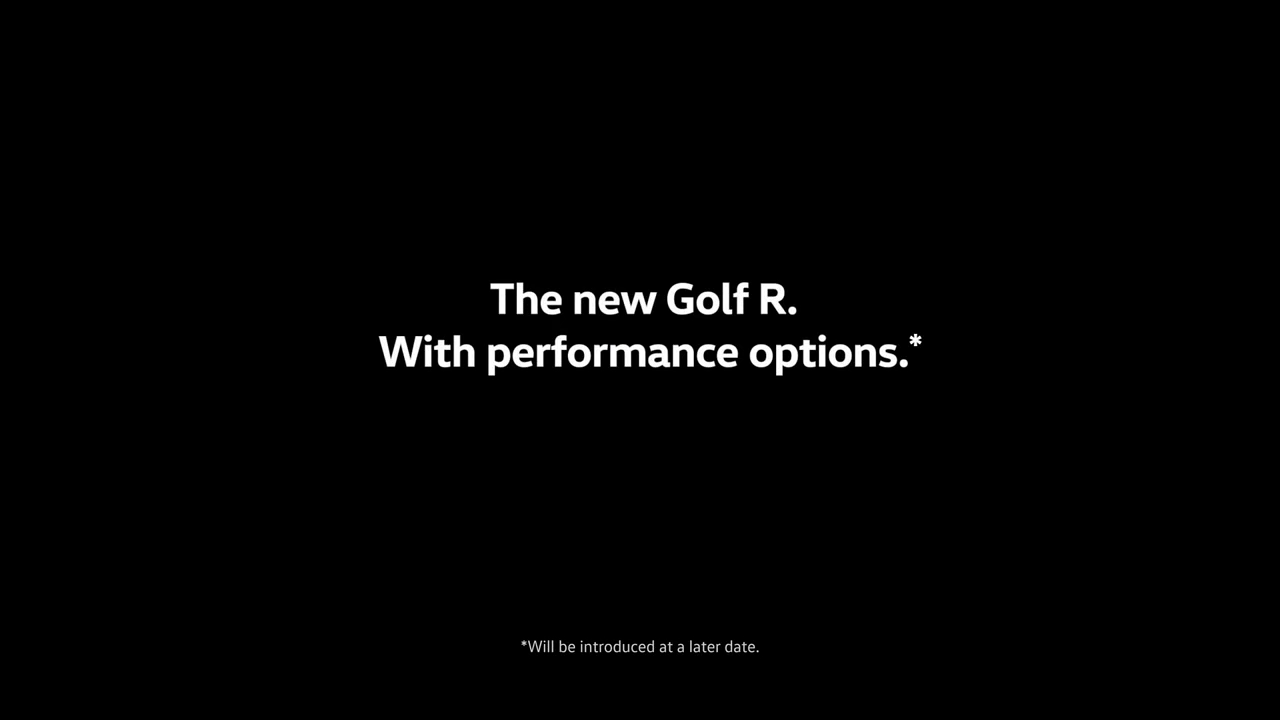 The new Golf R.
With performance options.*
*Will be introduced at a later date.